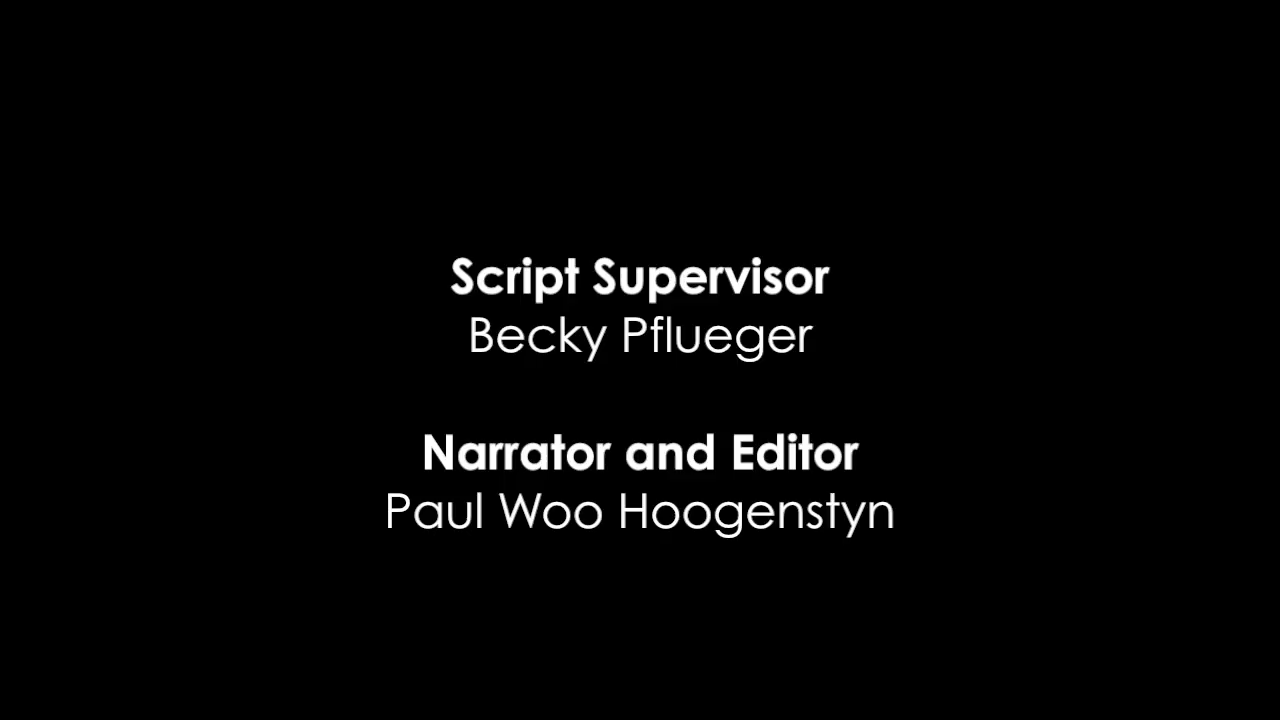 Script Supervisor
Becky Pflueger
Narrator and Editor
Paul Woo Hoogenstyn